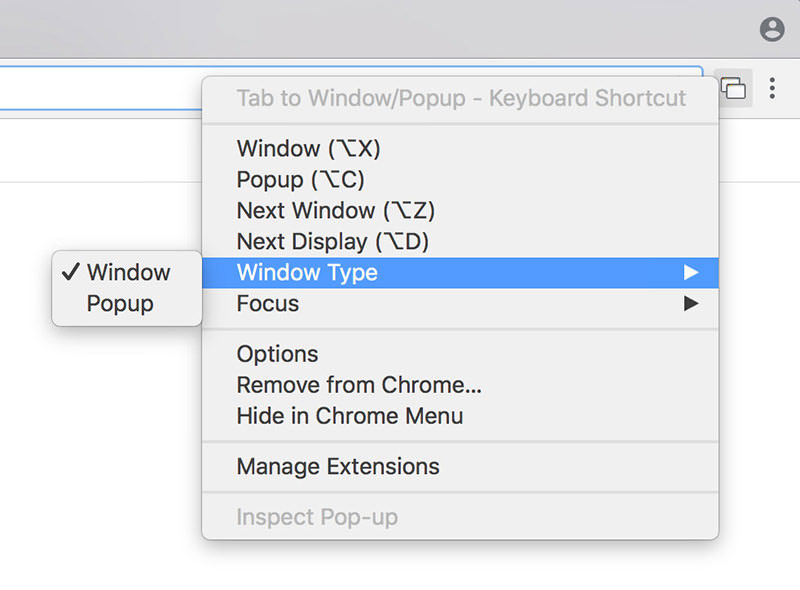 Tab to Window/Popup - Keyboard Shortcut
Window (⌥X)
Popup (⌥C)
Next Window (⌥Z)
Next Display (⌥D)
Window Type
Focus
✓ Window
Popup
Options
Remove from Chrome...
Hide in Chrome Menu
Manage Extensions
Inspect Pop-up